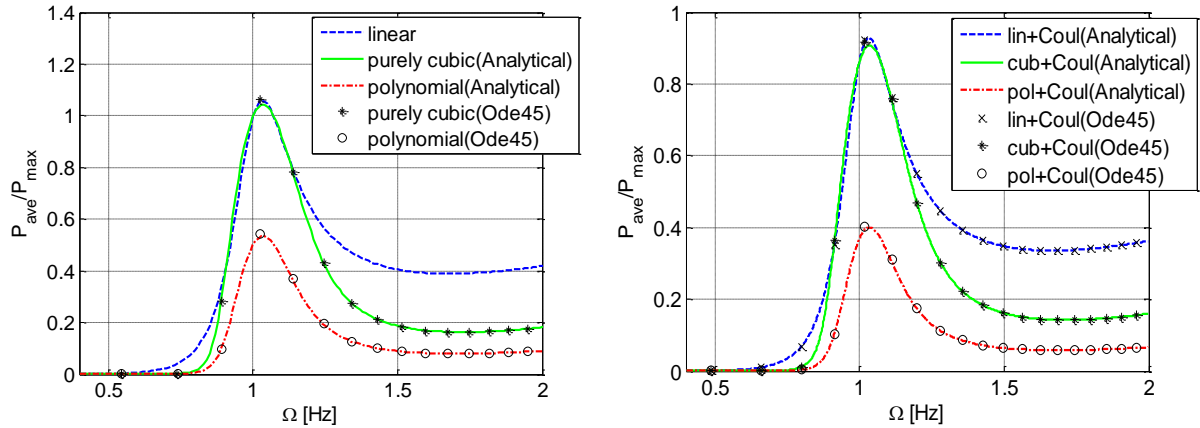 1.4
1.2
1
0.8
0.6
0.4
0.2
0
P_ave/P_max
0.5
1
1.5
2
Ω [Hz]
linear
purely cubic(Analytical)
polynomial(Analytical)
purely cubic(Ode45)
polynomial(Ode45)
1
0.8
0.6
0.4
0.2
0
P_ave/P_max
0.5
1
1.5
2
Ω [Hz]
lin+Coul(Analytical)
cub+Coul(Analytical)
pol+Coul(Analytical)
lin+Coul(Ode45)
cub+Coul(Ode45)
pol+Coul(Ode45)